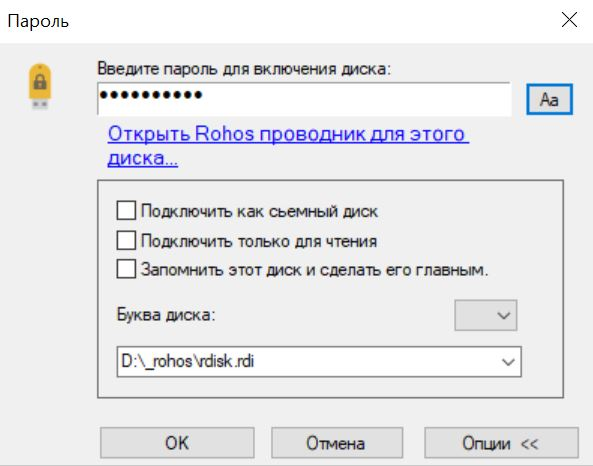 Пароль
Введите пароль для включения диска:
••••••••••
Aa
Открыть Rohos проводник для этого
диска...
Подключить как сьемный диск
Подключить только для чтения
Запомнить этот диск и сделать его главным.
Буква диска:
D:\_rohos\rdisk.rdi
OK
Отмена
Опции <<